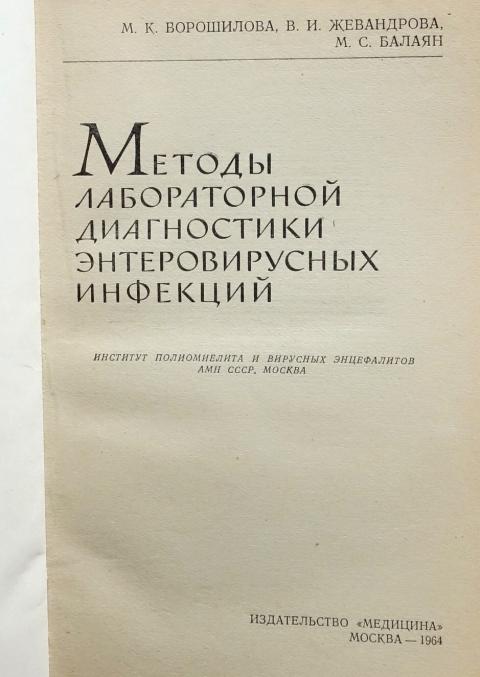 М. К. ВОРОШИЛОВА, В. И. ЖЕВАНДРОВА,
М. С. БАЛАЯН
МЕТОДЫ
ЛАБОРАТОРНОЙ
ДИАГНОСТИКИ
ЭНТЕРОВИРУСНЫХ
ИНФЕКЦИЙ
ИНСТИТУТ ПОЛИОМИЕЛИТА И ВИРУСНЫХ ЭНЦЕФАЛИТОВ
АМН СССР, МОСКВА
ИЗДАТЕЛЬСТВО «МЕДИЦИНА»
МОСКВА — 1964